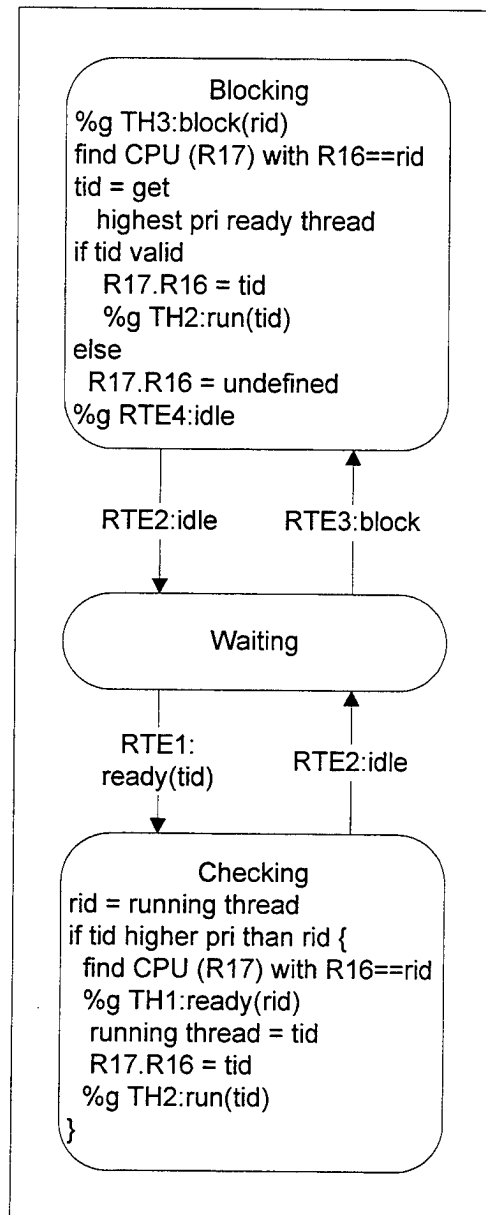 Blocking
%g TH3:block(rid)
find CPU (R17) with R16==rid
tid = get
highest pri ready thread
if tid valid
R17.R16 = tid
%g TH2:run(tid)
else
R17.R16 = undefined
%g RTE4:idle
RTE2:idle
RTE3:block
Waiting
RTE1:
ready(tid)
RTE2:idle
Checking
rid = running thread
if tid higher pri than rid {
find CPU (R17) with R16==rid
%g TH1:ready(rid)
running thread = tid
R17.R16 = tid
%g TH2:run(tid)
}